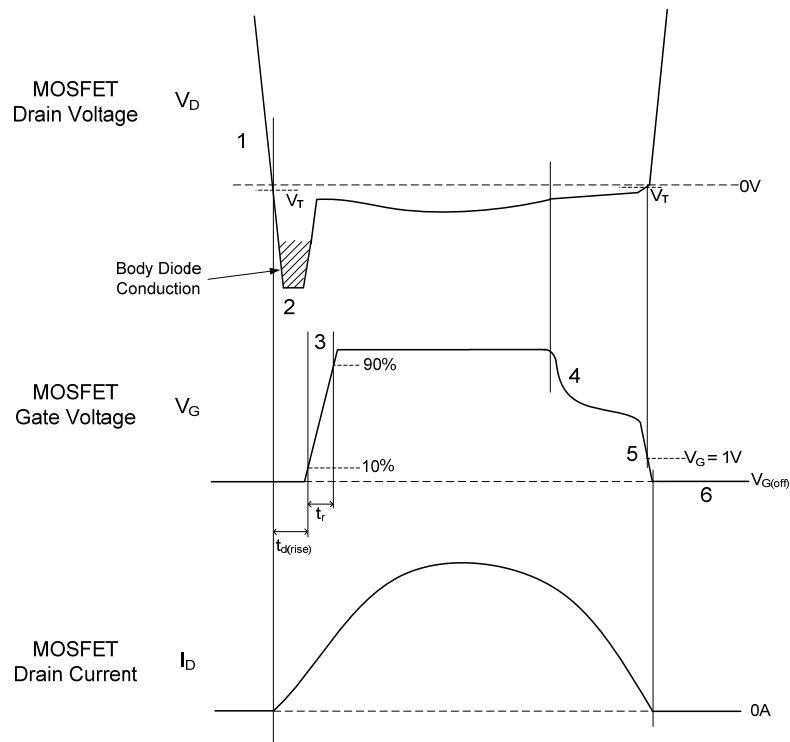 MOSFET
Drain Voltage
VD
1
0V
VT
VT
Body Diode
Conduction
2
3
90%
4
MOSFET
Gate Voltage
VG
5
VG = 1V
10%
VG(off)
6
tr
td(rise)
MOSFET
Drain Current
ID
0A